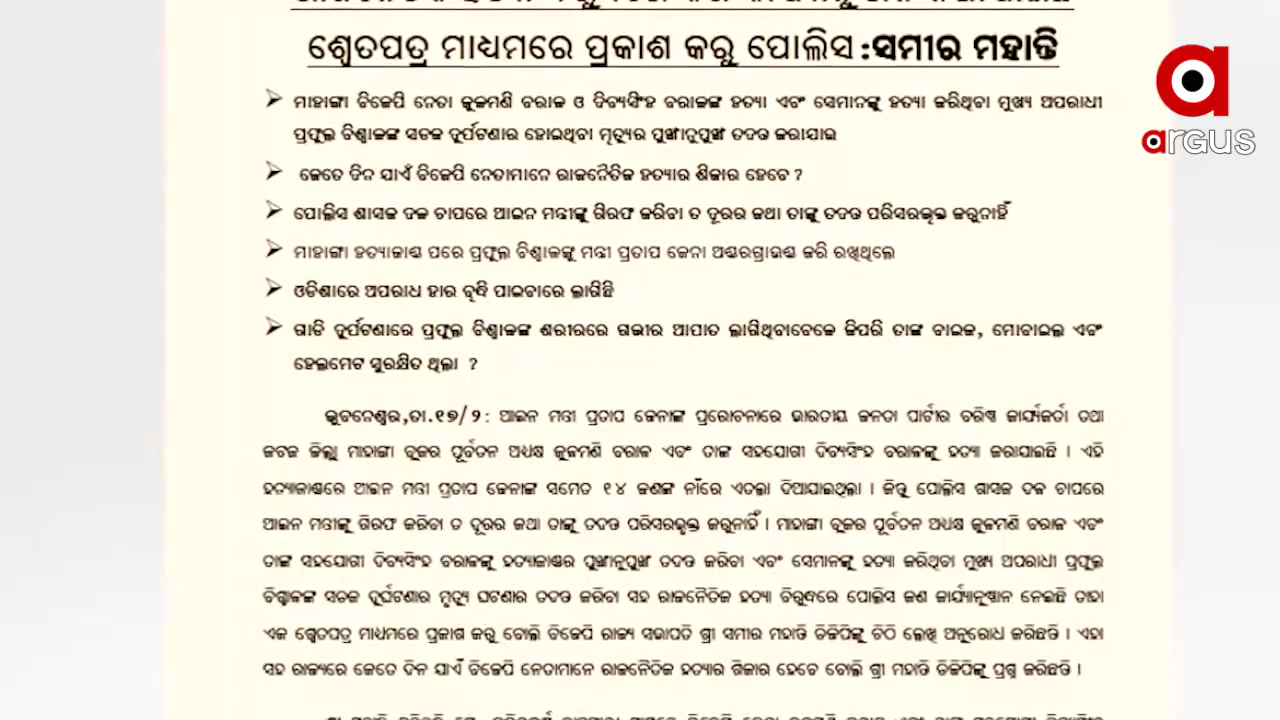 ଶ୍ୱେତପତ୍ର ମାଧ୍ୟମରେ ପ୍ରକାଶ କରୁ ପୋଲିସ :ସମୀର ମହାନ୍ତି
argus
➢ ମାହାଙ୍ଗା ବିଜେପି ନେତା କୁଳମଣି ବରାଳ ଓ ଦିବ୍ୟସିଂହ ବରାଳଙ୍କ ହତ୍ୟା ଏବଂ ସେମାନଙ୍କୁ ହତ୍ୟା କରିଥିବା ମୁଖ୍ୟ ଅପରାଧୀ
ପ୍ରଫୁଲ ବିଶ୍ୱାଳଙ୍କ ସଡକ ଦୁର୍ଘଟଣାର ହୋଇଥିବା ମୃତ୍ୟୁର ପୁଙ୍ଖାନୁପୁଙ୍ଖ ତଦନ୍ତ କରାଯାଇ
➢ କେତେ ଦିନ ଯାଏଁ ବିଜେପି ନେତାମାନେ ରାଜନୈତିକ ହତ୍ୟାର ଶିକାର ହେବେ ?
➢ ପୋଲିସ ଶାସକ ଦଳ ଚାପରେ ଆଇନ ମନ୍ତ୍ରୀଙ୍କୁ ଗିରଫ କରିବା ତ ଦୂରର କଥା ତାଙ୍କୁ ତଦନ୍ତ ପରିସରଭୁକ୍ତ କରୁନାହିଁ
➢ ମାହାଙ୍ଗା ହତ୍ୟାକାଣ୍ଡ ପରେ ପ୍ରଫୁଲ ବିଶ୍ୱାଳଙ୍କୁ ମନ୍ତ୍ରୀ ପ୍ରତାପ ଜେନା ଅଣ୍ଡରଗ୍ରାଉଣ୍ଡ କରି ରଖିଥିଲେ
➢ ଓଡିଶାରେ ଅପରାଧ ହାର ବୃଦ୍ଧି ପାଇବାରେ ଲାଗିଛି
➢ ଗାଡି ଦୁର୍ଘଟଣାରେ ପ୍ରଫୁଲ ବିଶ୍ୱାଳଙ୍କ ଶରୀରରେ ଗଭୀର ଆଘାତ ଲାଗିଥିବାବେଳେ କିପରି ତାଙ୍କ ବାଇକ, ମୋବାଇଲ ଏବଂ
ହେଲମେଟ ସୁରକ୍ଷିତ ଥିଲା ?
ଭୁବନେଶ୍ୱର,ତା.୧୭/୨: ଆଇନ ମନ୍ତ୍ରୀ ପ୍ରତାପ ଜେନାଙ୍କ ପ୍ରରୋଚନାରେ ଭାରତୀୟ ଜନତା ପାର୍ଟୀର ବରିଷ୍ଠ କାର୍ଯ୍ୟକର୍ତା ତଥା
କଟକ ଜିଲ୍ଲା ମାହାଙ୍ଗା ବ୍ଲକର ପୂର୍ବତନ ଅଧ୍ୟକ୍ଷ କୁଳମଣି ବରାଳ ଏବଂ ତାଙ୍କ ସହଯୋଗୀ ଦିବ୍ୟସିଂହ ବରାଳଙ୍କୁ ହତ୍ୟା କରାଯାଇଛି । ଏହି
ହତ୍ୟାକାଣ୍ଡରେ ଆଇନ ମନ୍ତ୍ରୀ ପ୍ରତାପ ଜେନାଙ୍କ ସମେତ ୧୪ ଜଣଙ୍କ ନାଁରେ ଏତଲା ଦିଆଯାଇଥିଲା । କିନ୍ତୁ ପୋଲିସ ଶାସକ ଦଳ ଚାପରେ
ଆଇନ ମନ୍ତ୍ରୀଙ୍କୁ ଗିରଫ କରିବା ତ ଦୂରର କଥା ତାଙ୍କୁ ତଦନ୍ତ ପରିସରଭୁକ୍ତ କରୁନାହିଁ । ମାହାଙ୍ଗା ବ୍ଲକର ପୂର୍ବତନ ଅଧ୍ୟକ୍ଷ କୁଳମଣି ବରାଳ ଏବଂ
ତାଙ୍କ ସହଯୋଗୀ ଦିବ୍ୟସିଂହ ବରାଳଙ୍କୁ ହତ୍ୟାକାଣ୍ଡର ପୁଙ୍ଖାନୁପୁଙ୍ଖ ତଦନ୍ତ କରିବା ଏବଂ ସେମାନଙ୍କୁ ହତ୍ୟା କରିଥିବା ମୁଖ୍ୟ ଅପରାଧୀ ପ୍ରଫୁଲ
ବିଶ୍ୱାଳଙ୍କ ସଡକ ଦୁର୍ଘଟଣାର ମୃତ୍ୟୁ ଘଟଣାର ତଦନ୍ତ କରିବା ସହ ରାଜନୈତିକ ହତ୍ୟା ବିରୁଦ୍ଧରେ ପୋଲିସ କଣ କାର୍ଯ୍ୟାନୁଷ୍ଠାନ ନେଇଛି ତାହା
ଏକ ଶ୍ୱେତପତ୍ର ମାଧ୍ୟମରେ ପ୍ରକାଶ କରୁ ବୋଲି ବିଜେପି ରାଜ୍ୟ ସଭାପତି ଶ୍ରୀ ସମୀର ମହାନ୍ତି ଡିଜିପିଙ୍କୁ ଚିଠି ଲେଖି ଅନୁରୋଧ କରିଛନ୍ତି । ଏହା
ସହ ରାଜ୍ୟରେ କେତେ ଦିନ ଯାଏଁ ବିଜେପି ନେତାମାନେ ରାଜନୈତିକ ହତ୍ୟାର ଶିକାର ହେବେ ବୋଲି ଶ୍ରୀ ମହାନ୍ତି ଡିଜିପିଙ୍କୁ ପ୍ରଶ୍ନ କରିଛନ୍ତି ।